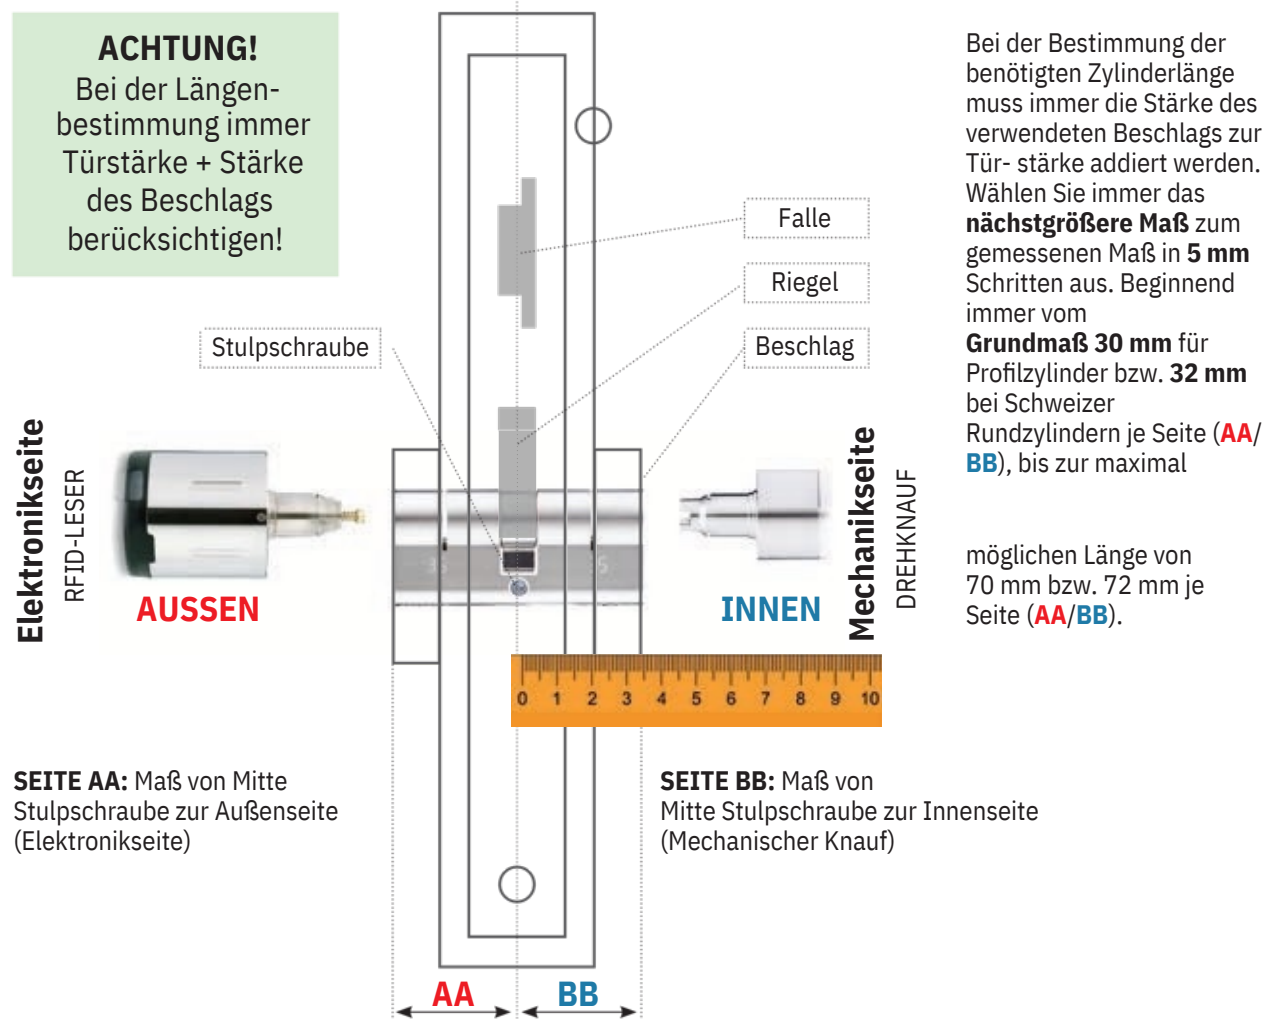 ACHTUNG!
Bei der Längen-
bestimmung immer
Türstärke + Stärke
des Beschlags
berücksichtigen!
Bei der Bestimmung der
benötigten Zylinderlänge
muss immer die Stärke des
verwendeten Beschlags zur
Tür- stärke addiert werden.
Wählen Sie immer das
nächstgrößere Maß zum
gemessenen Maß in 5 mm
Schritten aus. Beginnend
immer vom
Grundmaß 30 mm für
Profilzylinder bzw. 32 mm
bei Schweizer
Rundzylindern je Seite (AA/
BB), bis zur maximal
möglichen Länge von
70 mm bzw. 72 mm je
Seite (AA/BB).
Falle
Riegel
Stulpschraube
Beschlag
Elektronikseite
RFID-LESER
AUSSEN
INNEN
Mechanikseite
DREHKNAUF
0 1 2 3 4 5 6 7 8 9 10
SEITE AA: Maß von Mitte
Stulpschraube zur Außenseite
(Elektronikseite)
SEITE BB: Maß von
Mitte Stulpschraube zur Innenseite
(Mechanischer Knauf)
AA
BB